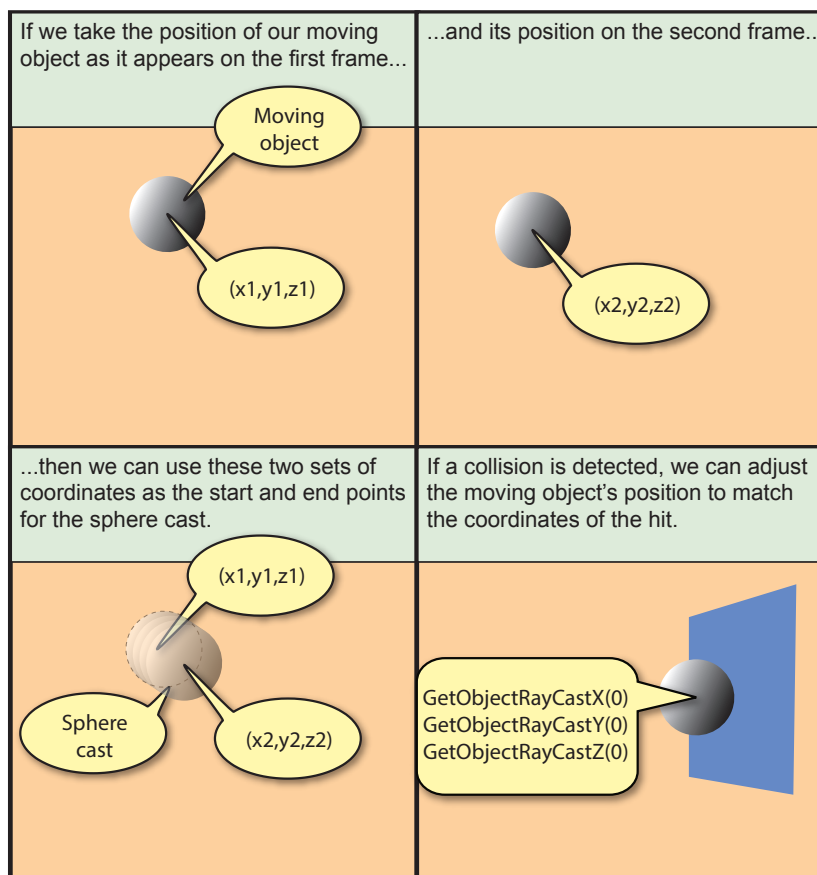 If we take the position of our moving
object as it appears on the first frame...
Moving
object
(x1,y1,z1)
...and its position on the second frame..
(x2,y2,z2)
...then we can use these two sets of
coordinates as the start and end points
for the sphere cast.
(x1,y1,z1)
Sphere
cast
(x2,y2,z2)
If a collision is detected, we can adjust
the moving object’s position to match
the coordinates of the hit.
GetObjectRayCastX(0)
GetObjectRayCastY(0)
GetObjectRayCastZ(0)